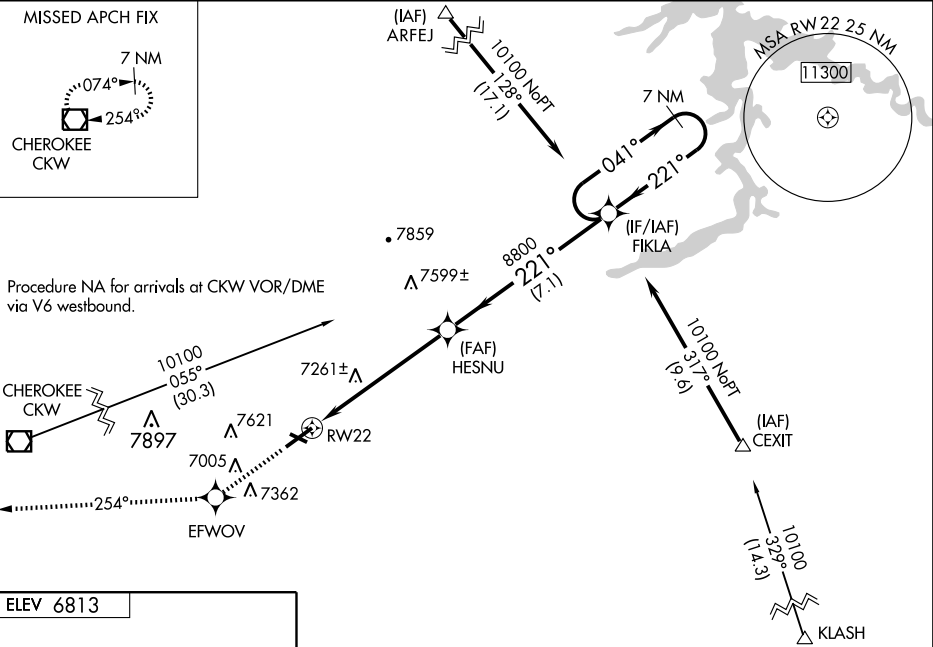 MISSED APCH FIX
7 NM
074°
254°
CHEROKEE
CKW
(IAF)
ARFEJ
10100 NoPT
128°
(17.1)
MSA RW22 25 NM
11300
7 NM
041°
221°
(IF/IAF)
FIKLA
7859
7599±
8800
221°
(7.1)
Procedure NA for arrivals at CKW VOR/DME
via V6 westbound.
(FAF)
HESNU
10100
055°
(30.3)
CHEROKEE
CKW
7261±
7897
7621
RW22
7005
7362
254°
EFWOV
10100 NoPT
317°
(9.6)
(IAF)
CEXIT
10100
329°
(14.3)
KLASH
ELEV 6813